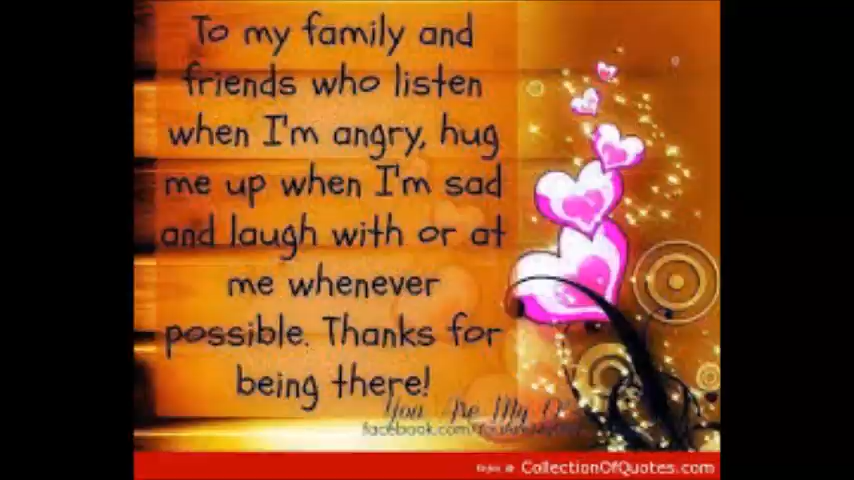 To my family and
friends who listen
when I'm angry, hug
me up when I'm sad
and laugh with or at
me whenever
possible. Thanks for
being there!
You Are My
facebook.com/
Enjoy @ CollectionOfQuotes.com